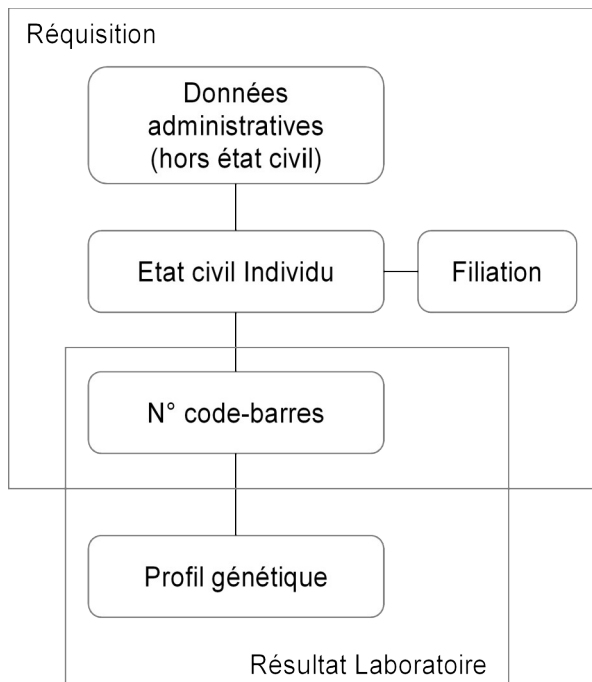 Réquisition
Données
administratives
(hors état civil)
Etat civil Individu
Filiation
N° code-barres
Profil génétique
Résultat Laboratoire